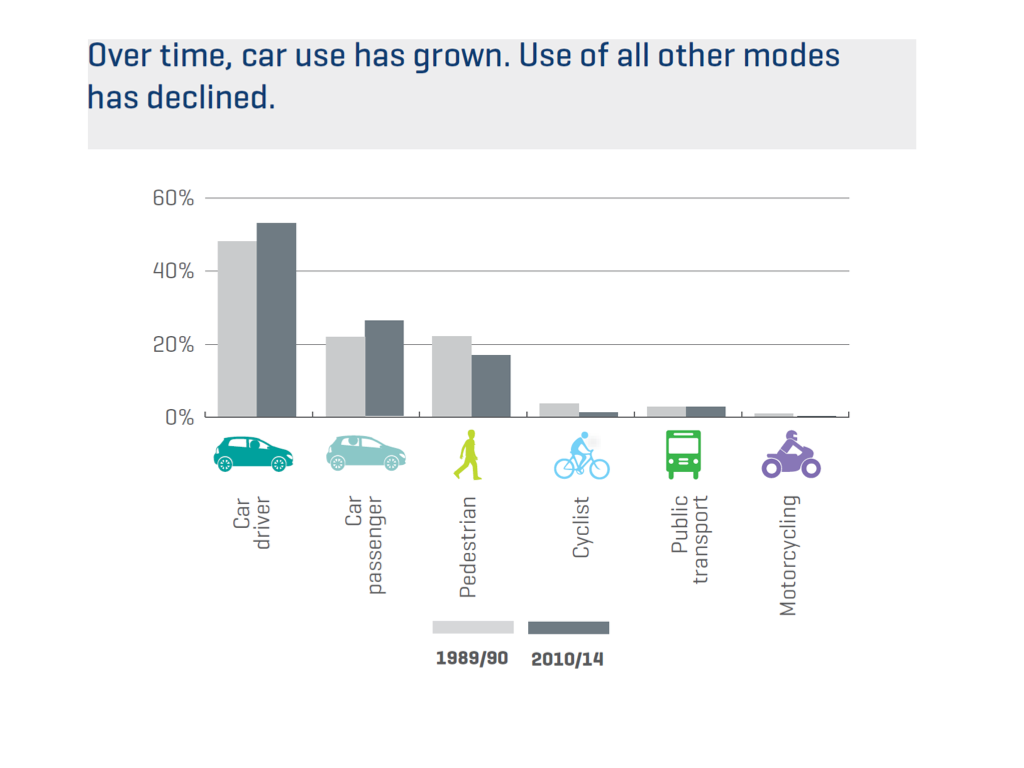 Over time, car use has grown. Use of all other modes
has declined.
60%
40%
20%
0%
Car
driver
Car
passenger
Pedestrian
Cyclist
Public
transport
Motorcycling
1989/90
2010/14